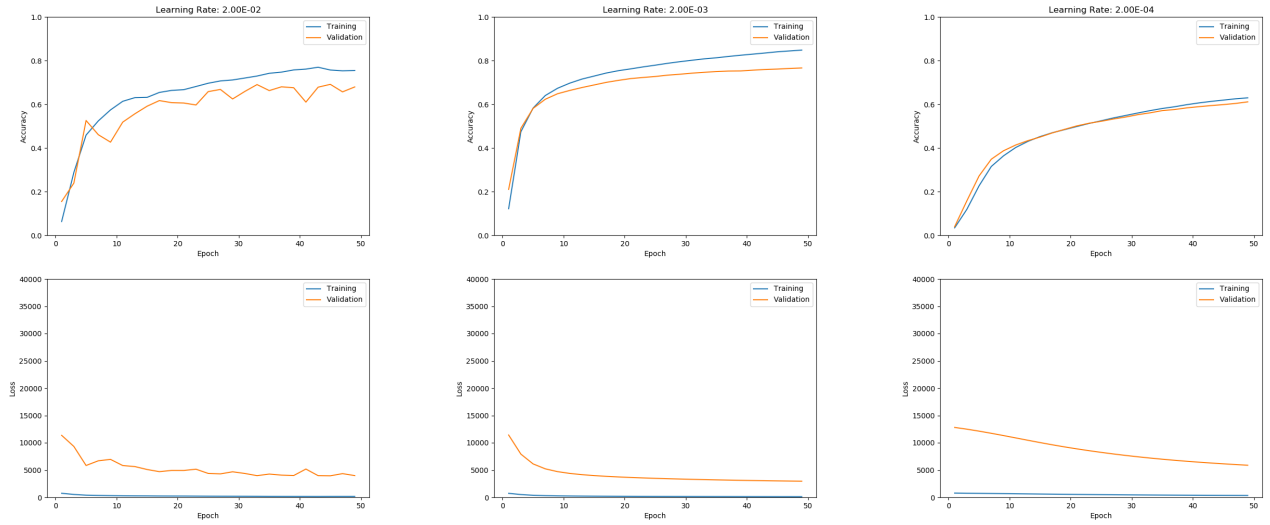 Learning Rate: 2.00E-02
1.0
0.8
0.6
0.4
0.2
0.0
Accuracy
Training
Validation
0 10 20 30 40 50
Epoch
Learning Rate: 2.00E-03
1.0
0.8
0.6
0.4
0.2
0.0
Accuracy
Training
Validation
0 10 20 30 40 50
Epoch
Learning Rate: 2.00E-04
1.0
0.8
0.6
0.4
0.2
0.0
Accuracy
Training
Validation
0 10 20 30 40 50
Epoch
40000
35000
30000
25000
20000
15000
10000
5000
0
Loss
Training
Validation
0 10 20 30 40 50
Epoch
40000
35000
30000
25000
20000
15000
10000
5000
0
Loss
Training
Validation
0 10 20 30 40 50
Epoch
40000
35000
30000
25000
20000
15000
10000
5000
0
Loss
Training
Validation
0 10 20 30 40 50
Epoch